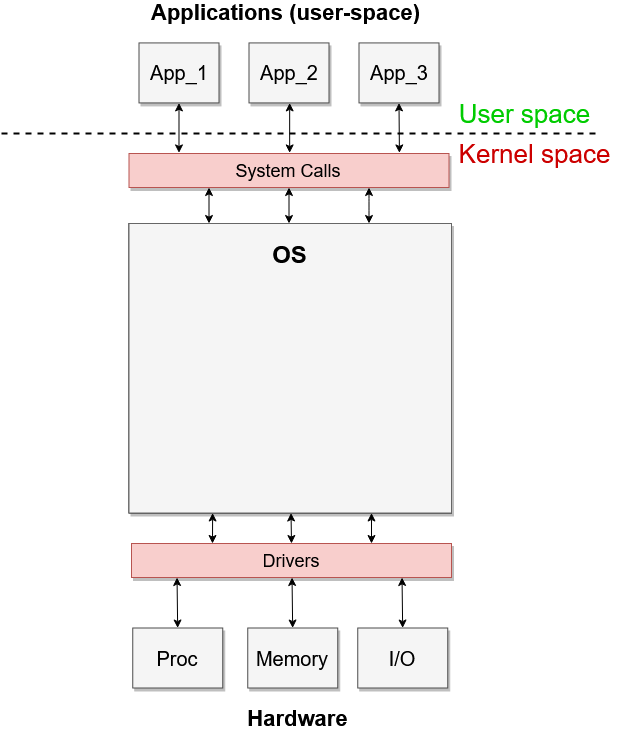 Applications (user-space)
App_1
App_2
App_3
User space
Kernel space
System Calls
OS
Drivers
Proc
Memory
I/O
Hardware